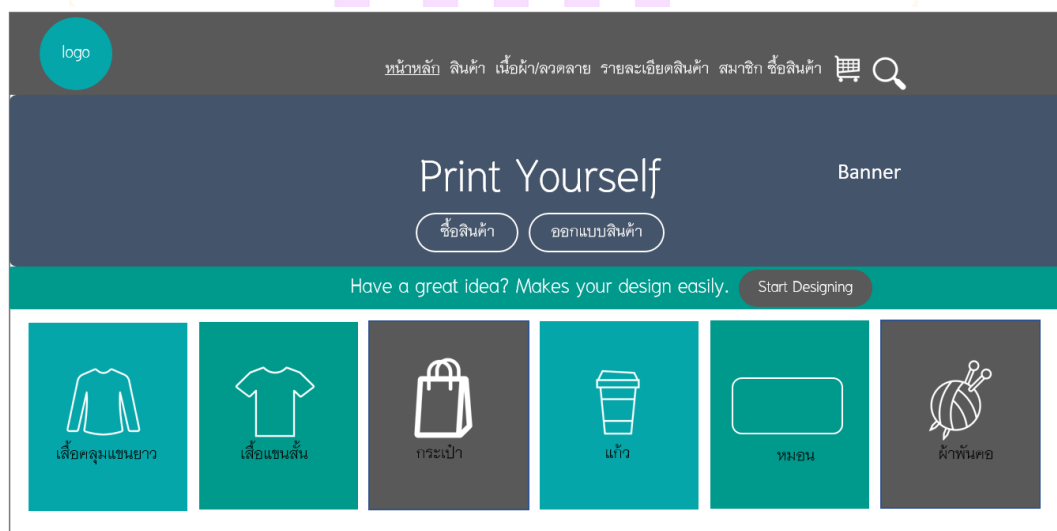 logo
หน้าหลัก สินค้า เนื้อผ้า/ลวดลาย รายละเอียดสินค้า สมาชิก ซื้อสินค้า
Print Yourself
Banner
ซื้อสินค้า ออกแบบสินค้า
Have a great idea? Makes your design easily. Start Designing
เสื้อคลุมแขนยาว เสื้อแขนสั้น กระเป๋า แก้ว หมอน ผ้าพันคอ